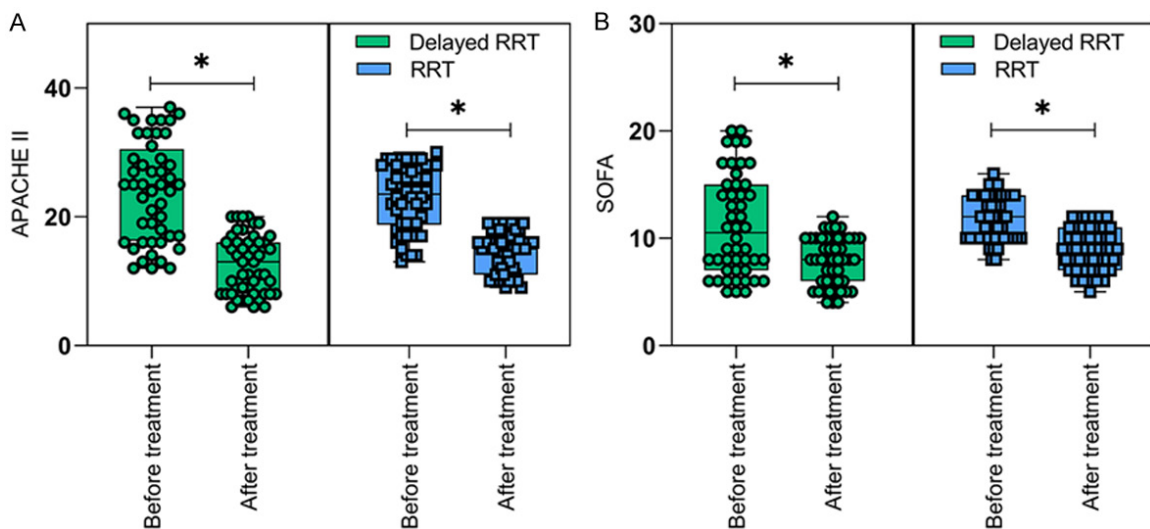 A
APACHE II
40
20
0
*
Delayed RRT
RRT
*
Before treatment
After treatment
Before treatment
After treatment
B
SOFA
30
20
10
0
*
Delayed RRT
RRT
*
Before treatment
After treatment
Before treatment
After treatment